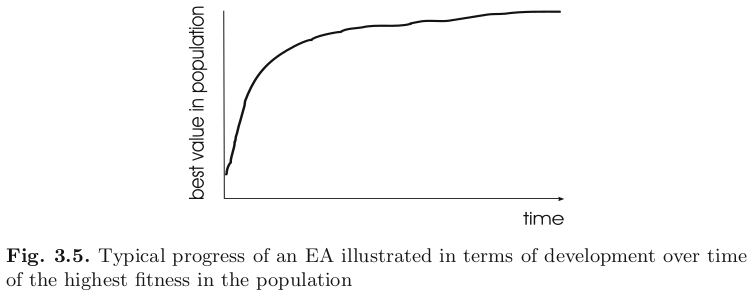 best value in population
time
Fig. 3.5. Typical progress of an EA illustrated in terms of development over time
of the highest fitness in the population